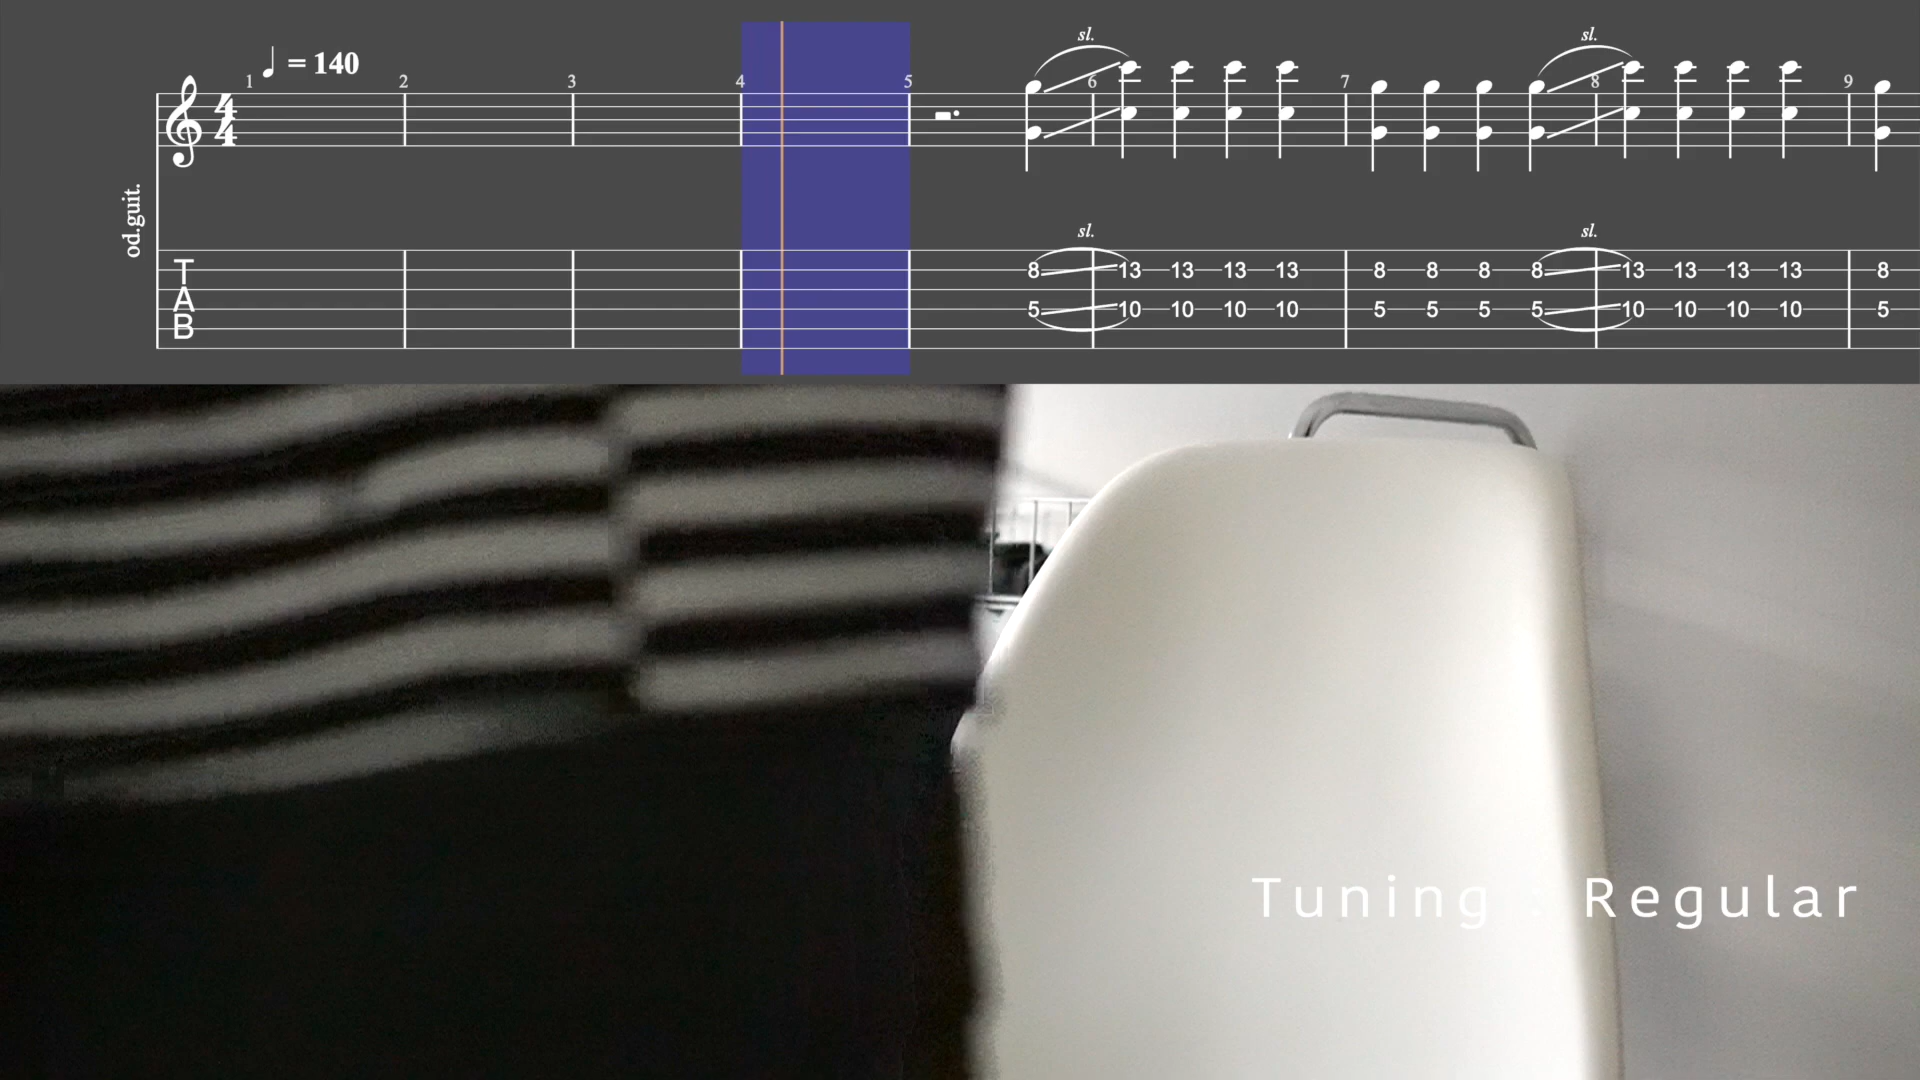 ♩ = 140
1 2 3 4 5 6 7 8 9
sl. sl.
4
4
od.guit.
sl. sl.
T 8 13 13 13 13 8 8 8 8 13 13 13 13 8
A 5 10 10 10 10 5 5 5 5 10 10 10 10 5
B
Tuning : Regular